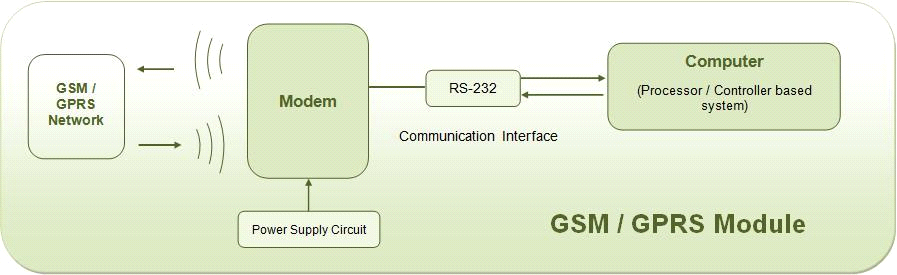 GSM /
GPRS
Network
Modem
RS-232
Communication Interface
Computer
(Processor / Controller based
system)
Power Supply Circuit
GSM / GPRS Module